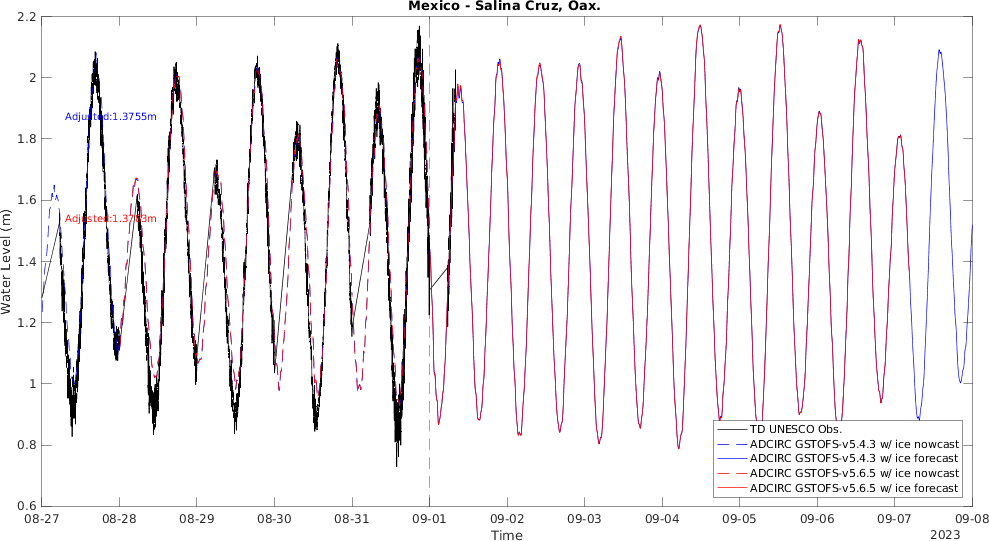 Mexico - Salina Cruz, Oax.
Water Level (m)
2.2
2
1.8
1.6
1.4
1.2
1
0.8
0.6
Adjusted:1.3755m
TD UNESCO Obs.
ADCIRC GSTOFS-v5.4.3 w/ ice nowcast
ADCIRC GSTOFS-v5.4.3 w/ ice forecast
ADCIRC GSTOFS-v5.6.5 w/ ice nowcast
ADCIRC GSTOFS-v5.6.5 w/ ice forecast
08-27 08-28 08-29 08-30 08-31 09-01 09-02 09-03 09-04 09-05 09-06 09-07 09-08
Time
2023